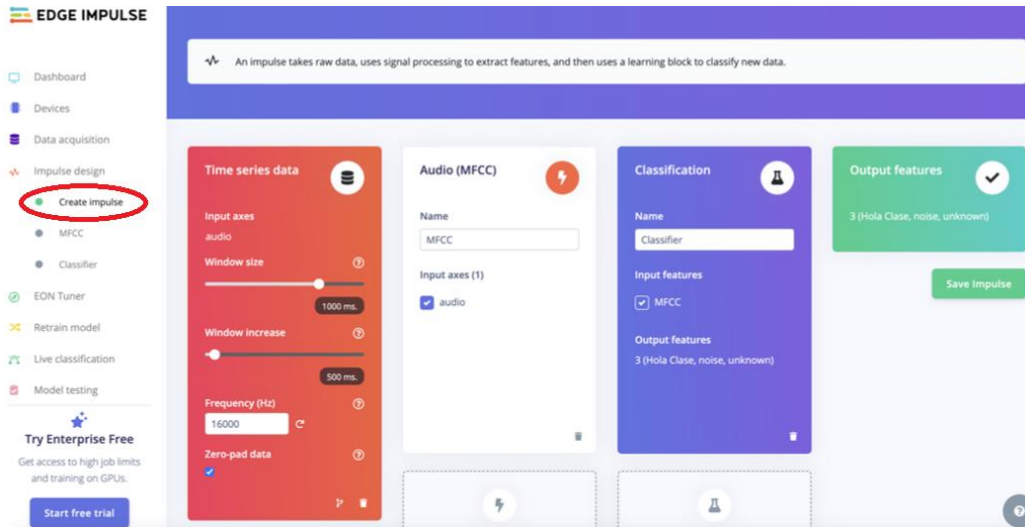 EDGE IMPULSE
Dashboard
Devices
Data acquisition
Impulse design
Create impulse
MFCC
Classifier
EON Tuner
Retrain model
Live classification
Model testing
Try Enterprise Free
Get access to high job limits
and training on GPUs.
Start free trial
An impulse takes raw data, uses signal processing to extract features, and then uses a learning block to classify new data.
Time series data
Input axes
audio
Window size
1000 ms.
Window increase
500 ms.
Frequency (Hz)
16000
Zero-pad data
Audio (MFCC)
Name
MFCC
Input axes (1)
audio
Classification
Name
Classifier
Input features
MFCC
Output features
3 (Hola Clase, noise, unknown)
Output features
3 (Hola Clase, noise, unknown)
Save Impulse